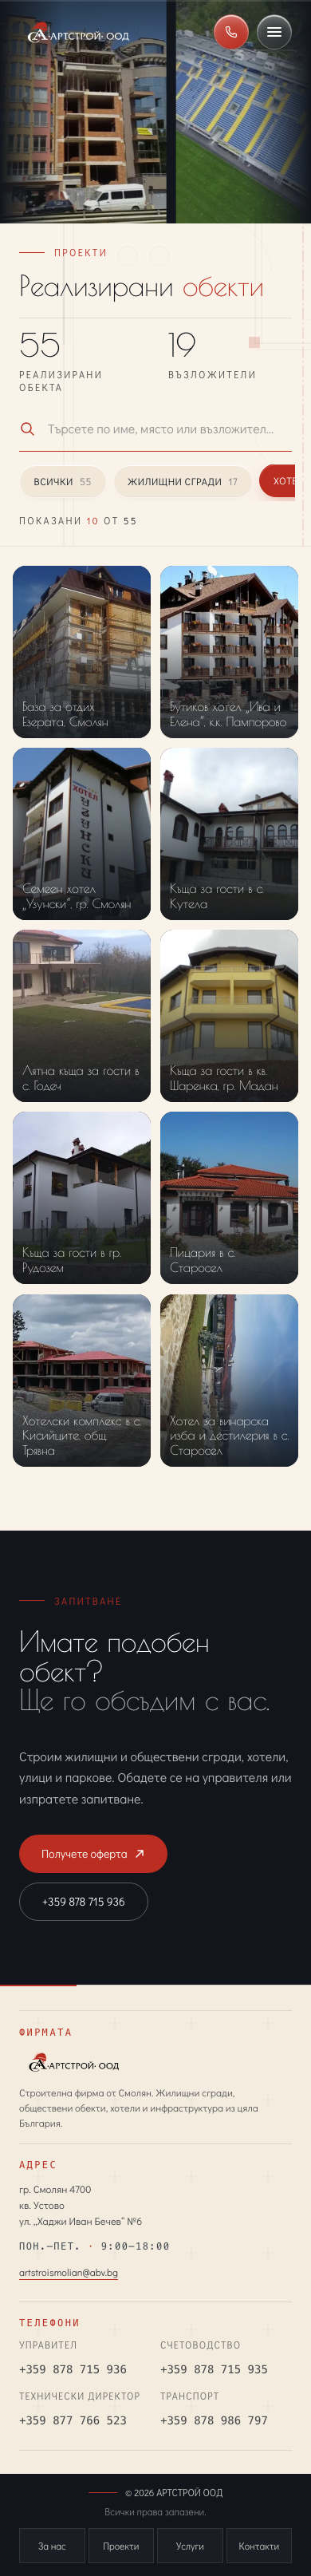 АРТСТРОЙ· ООД
ПРОЕКТИ
Реализирани обекти
55
РЕАЛИЗИРАНИ
ОБЕКТА
19
ВЪЗЛОЖИТЕЛИ
Търсете по име, място или възложител...
ВСИЧКИ 55
ЖИЛИЩНИ СГРАДИ 17
ХОТЕ
ПОКАЗАНИ 10 ОТ 55
База за отдих
Езерата, Смолян
Бутиков хотел „Ива и
Елена“, к.к. Пампорово
ХОТЕЛ
УЗУНСКИ
Семеен хотел
„Узунски“, гр. Смолян
Къща за гости в с.
Кутела
Лятна къща за гости в
с. Годеч
Къща за гости в кв.
Шаренка, гр. Мадан
Къща за гости в гр.
Рудозем
Пицария в с.
Старосел
Хотелски комплекс в с.
Кисийците, общ.
Трявна
Хотел за винарска
изба и дестилерия в с.
Старосел
ЗАПИТВАНЕ
Имате подобен
обект?
Ще го обсъдим с вас.
Строим жилищни и обществени сгради, хотели,
улици и паркове. Обадете се на управителя или
изпратете запитване.
Получете оферта
+359 878 715 936
ФИРМАТА
АРТСТРОЙ· ООД
Строителна фирма от Смолян. Жилищни сгради,
обществени обекти, хотели и инфраструктура из цяла
България.
АДРЕС
гр. Смолян 4700
кв. Устово
ул. „Хаджи Иван Бечев“ №6
ПОН.—ПЕТ. · 9:00—18:00
artstroismolian@abv.bg
ТЕЛЕФОНИ
УПРАВИТЕЛ
+359 878 715 936
СЧЕТОВОДСТВО
+359 878 715 935
ТЕХНИЧЕСКИ ДИРЕКТОР
+359 877 766 523
ТРАНСПОРТ
+359 878 986 797
© 2026 АРТСТРОЙ ООД
Всички права запазени.
За нас
Проекти
Услуги
Контакти